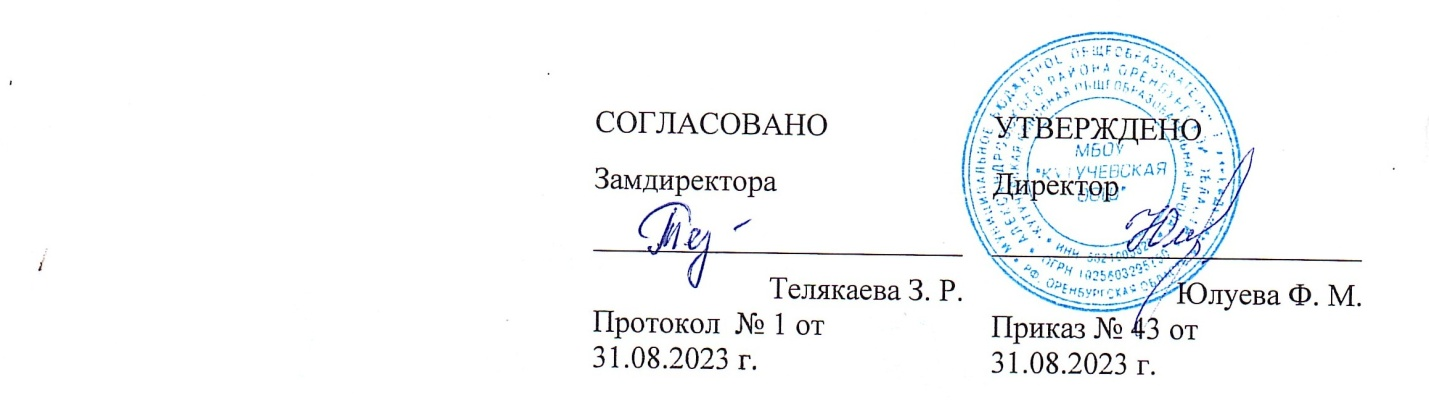 СОГЛАСОВАНО
Замдиректора
Телякаева З. Р.
Протокол № 1 от
31.08.2023 г.
УТВЕРЖДЕНО
Директор
Юлуева Ф. М.
Приказ № 43 от
31.08.2023 г.
МБОУ